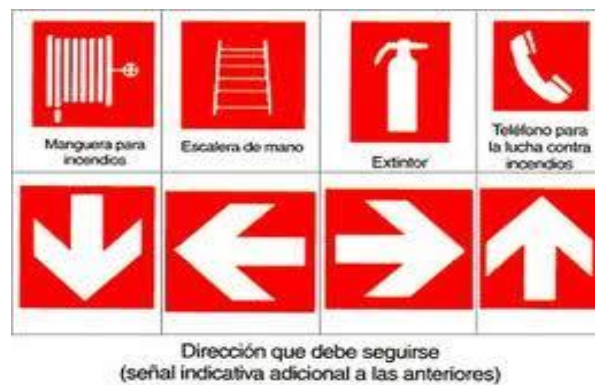 Manguera para
incendios
Escalera de mano
Extintor
Teléfono para
la lucha contra
incendios
Dirección que debe seguirse
(señal indicativa adicional a las anteriores)